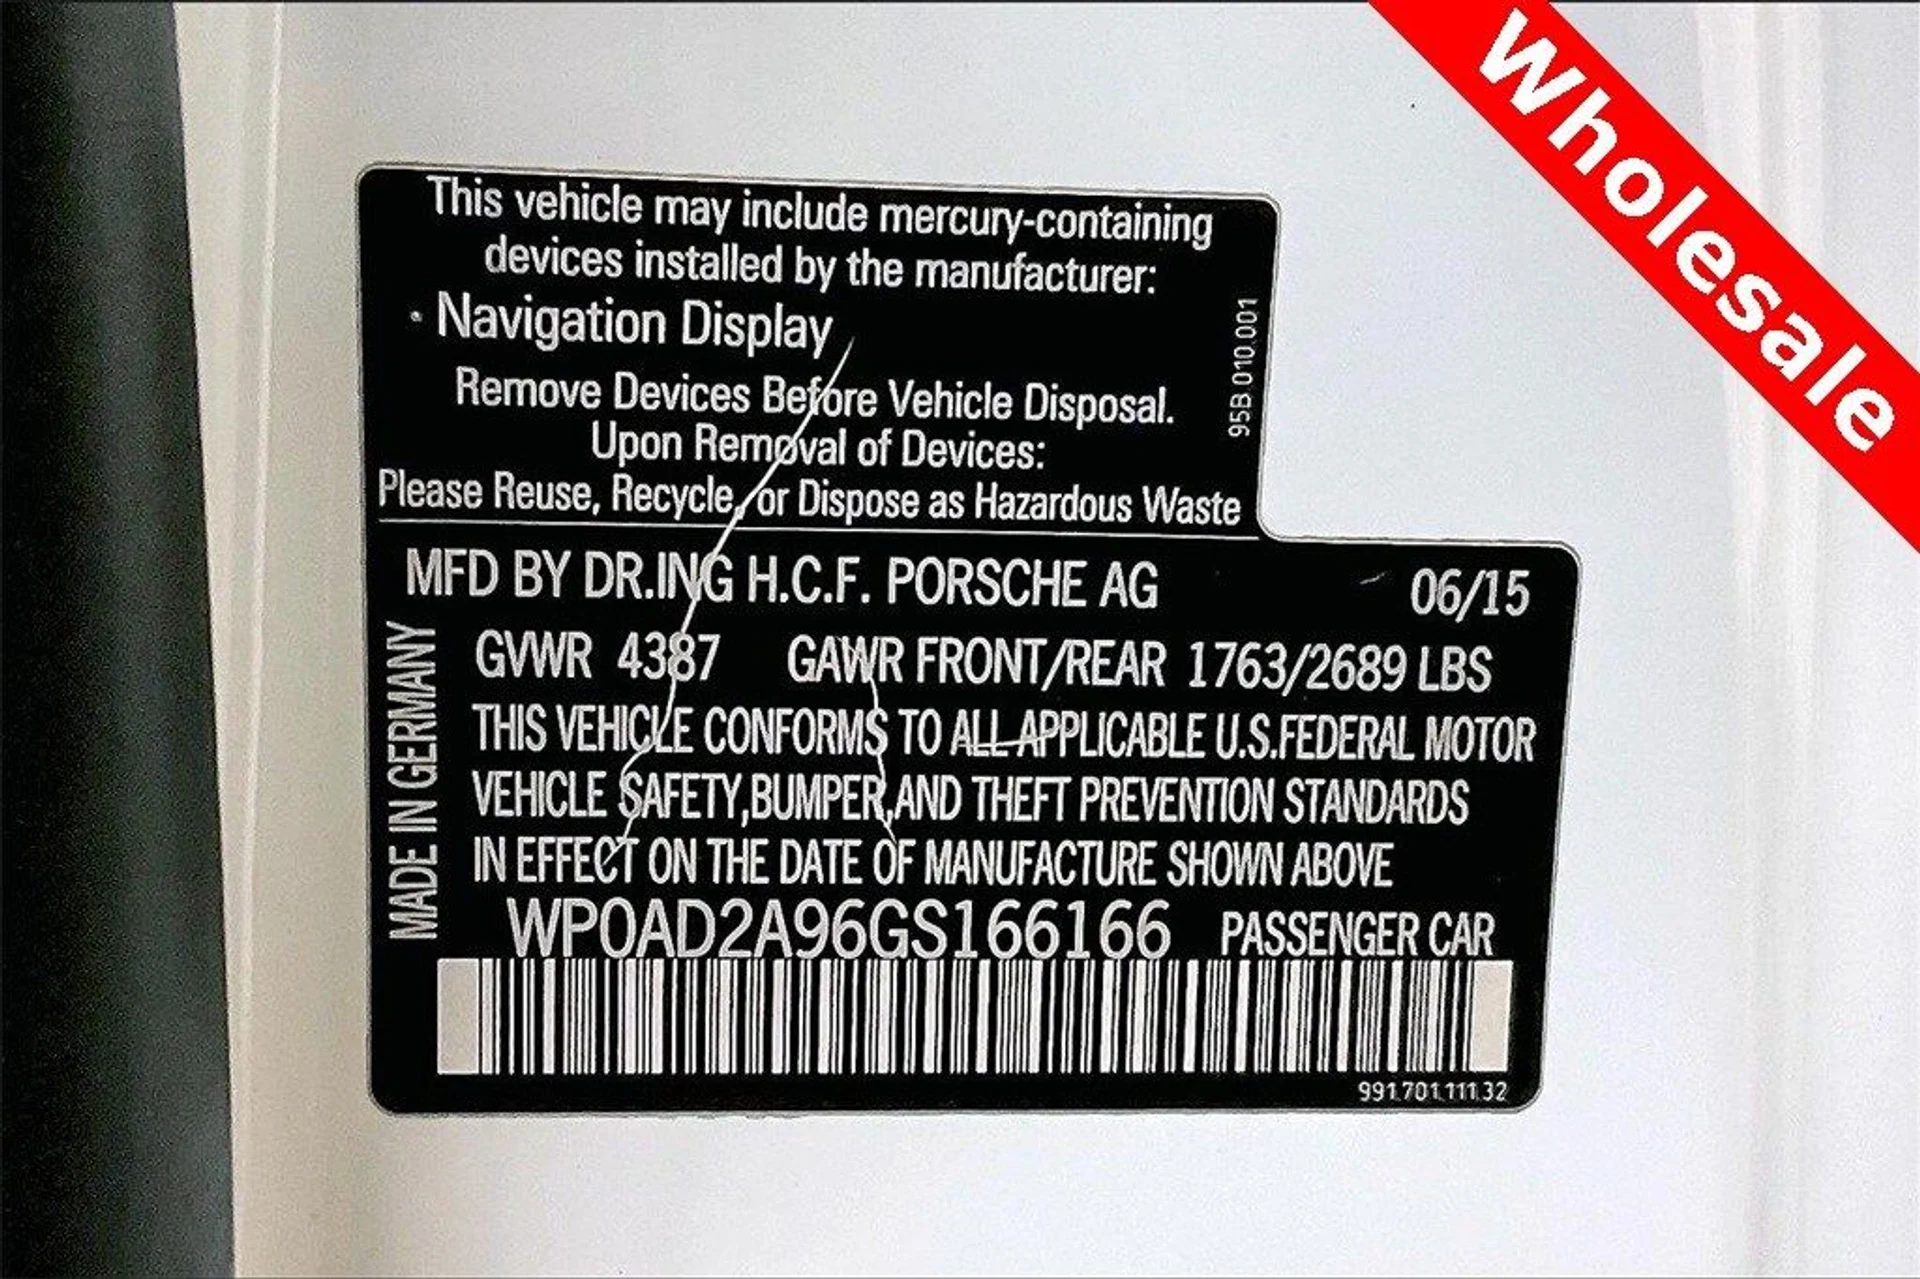 Wholesale
This vehicle may include mercury-containing
devices installed by the manufacturer:
· Navigation Display
Remove Devices Before Vehicle Disposal.
Upon Removal of Devices:
Please Reuse, Recycle, or Dispose as Hazardous Waste
95B.010.001
MFD BY DR.ING H.C.F. PORSCHE AG 06/15
GVWR 4387 GAWR FRONT/REAR 1763/2689 LBS
THIS VEHICLE CONFORMS TO ALL APPLICABLE U.S.FEDERAL MOTOR
VEHICLE SAFETY,BUMPER,AND THEFT PREVENTION STANDARDS
IN EFFECT ON THE DATE OF MANUFACTURE SHOWN ABOVE
MADE IN GERMANY
WP0AD2A96GS166166 PASSENGER CAR
991.701.111.32